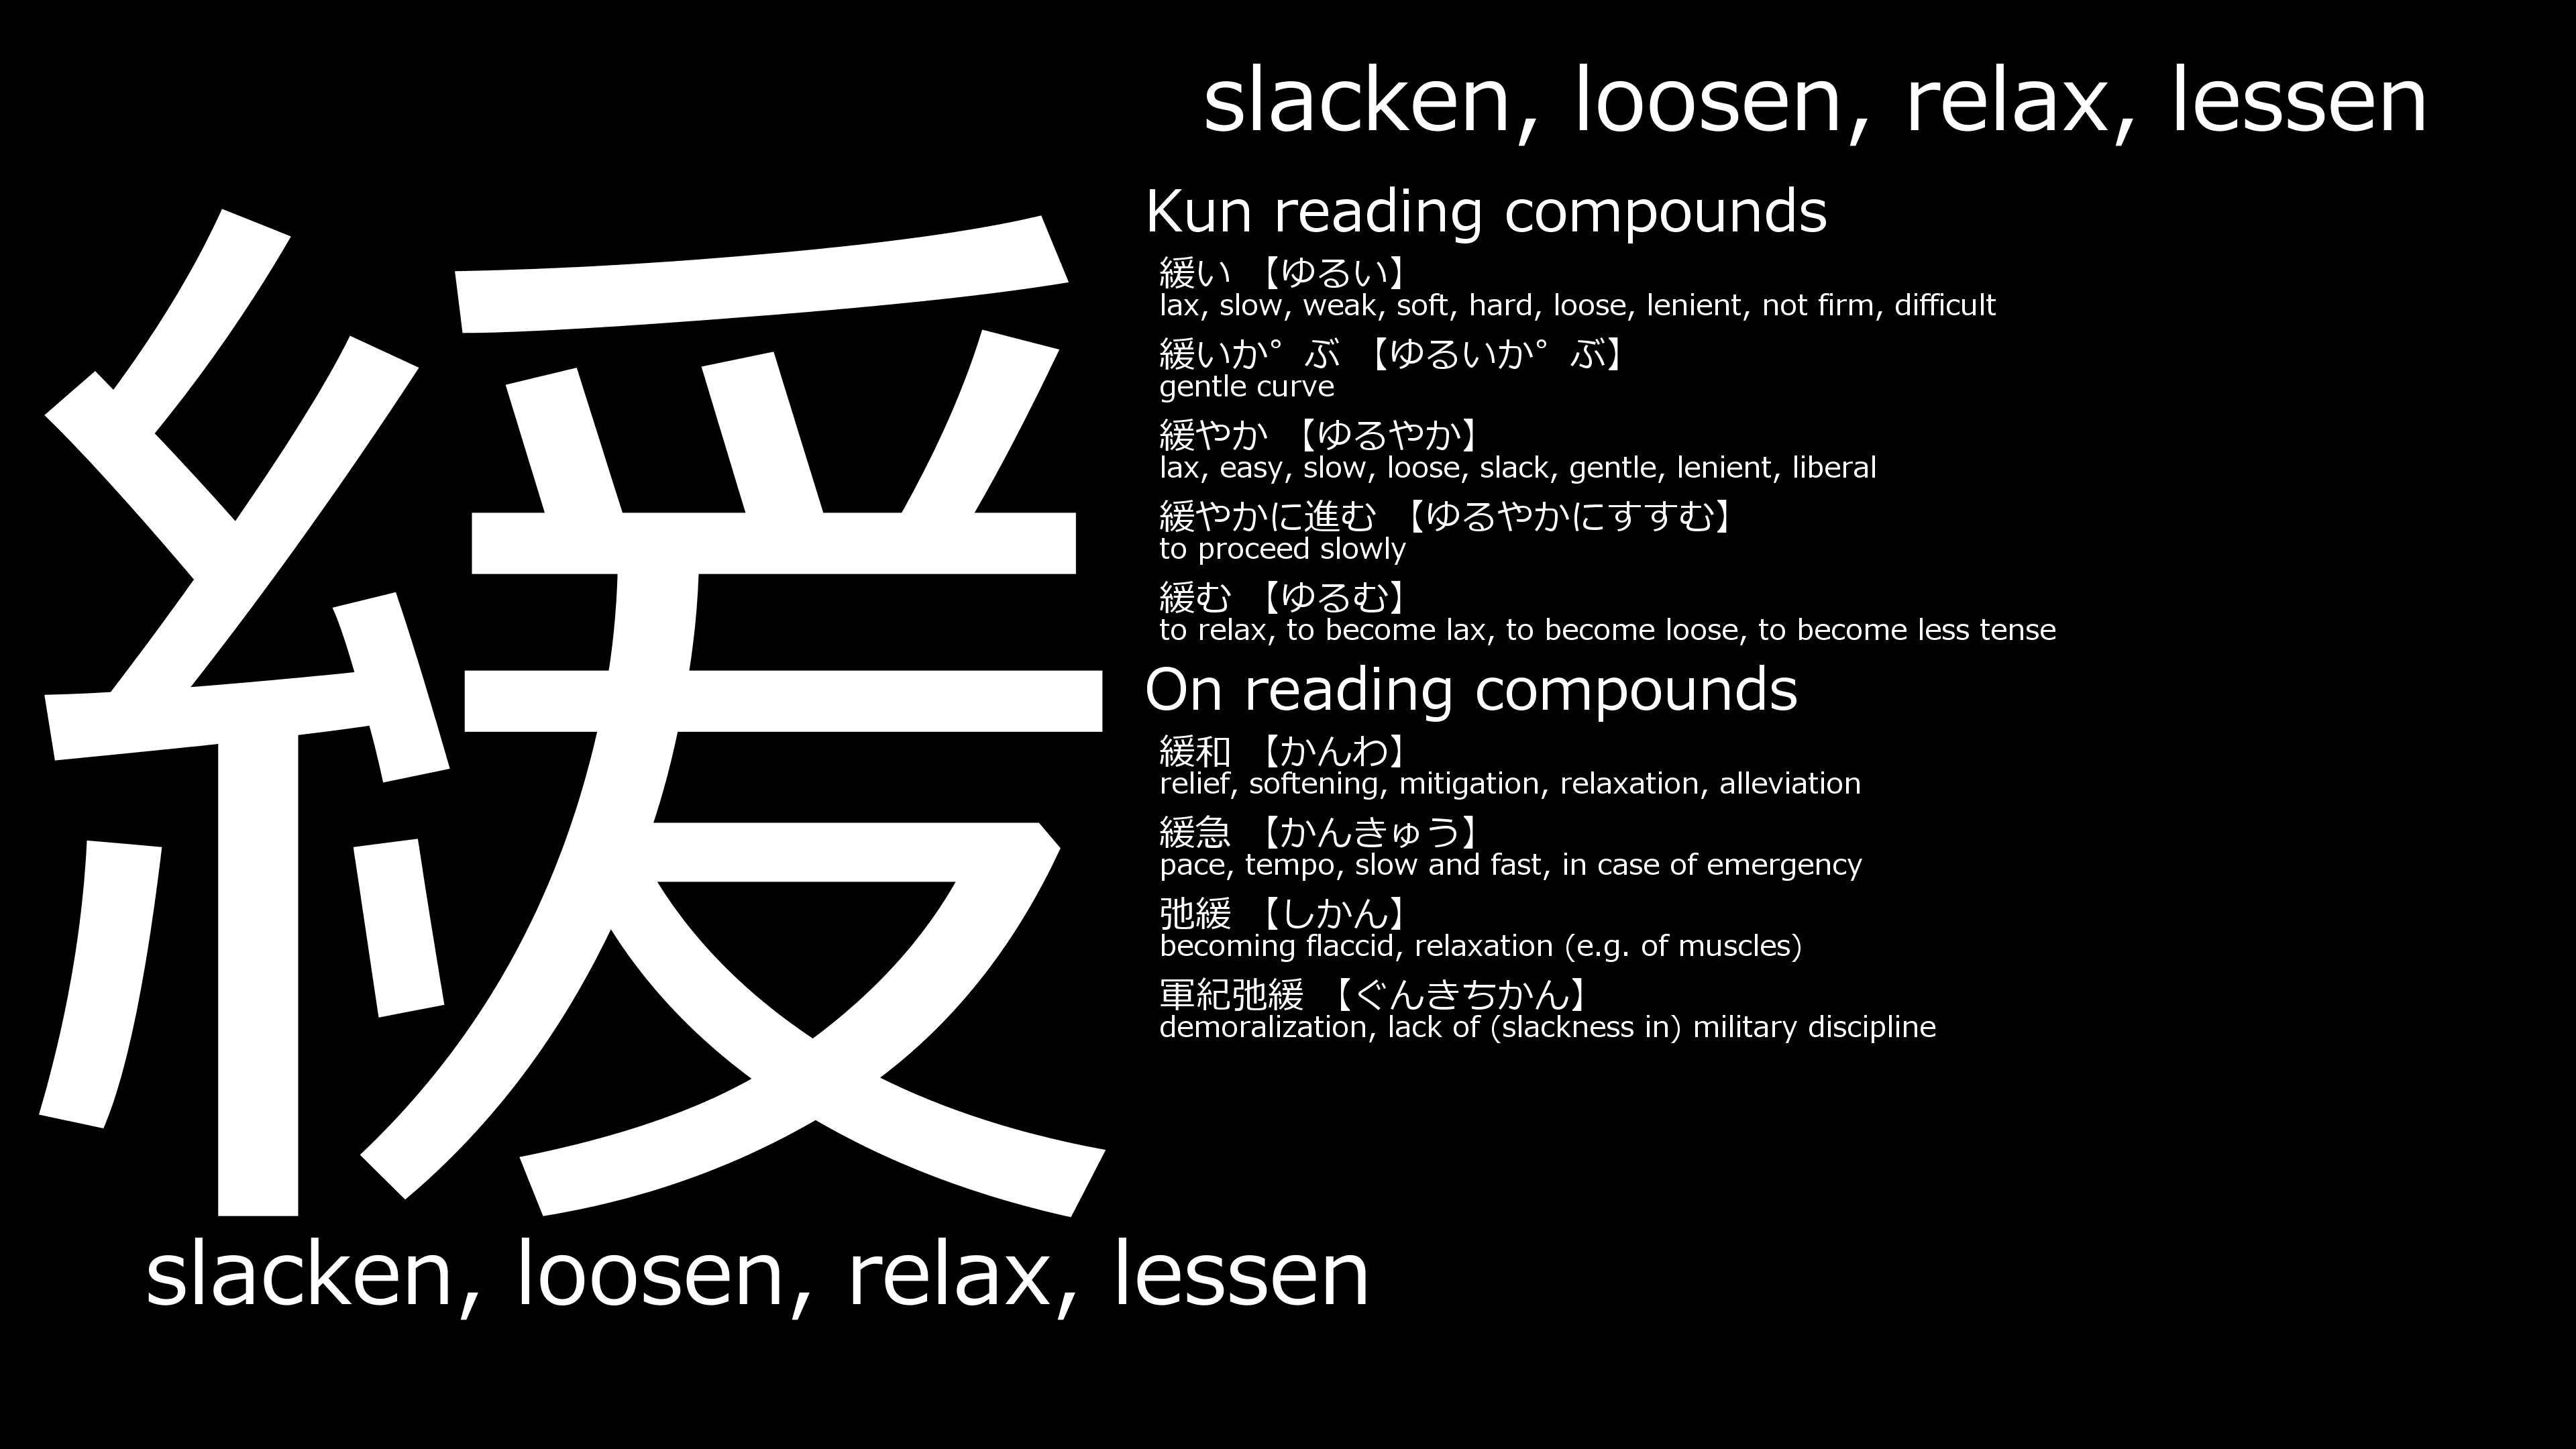 緩
slacken, loosen, relax, lessen
slacken, loosen, relax, lessen
Kun reading compounds
緩い 【ゆるい】
lax, slow, weak, soft, hard, loose, lenient, not firm, difficult
緩いか゜ぶ 【ゆるいか゜ぶ】
gentle curve
緩やか 【ゆるやか】
lax, easy, slow, loose, slack, gentle, lenient, liberal
緩やかに進む 【ゆるやかにすすむ】
to proceed slowly
緩む 【ゆるむ】
to relax, to become lax, to become loose, to become less tense
On reading compounds
緩和 【かんわ】
relief, softening, mitigation, relaxation, alleviation
緩急 【かんきゅう】
pace, tempo, slow and fast, in case of emergency
弛緩 【しかん】
becoming flaccid, relaxation (e.g. of muscles)
軍紀弛緩 【ぐんきちかん】
demoralization, lack of (slackness in) military discipline